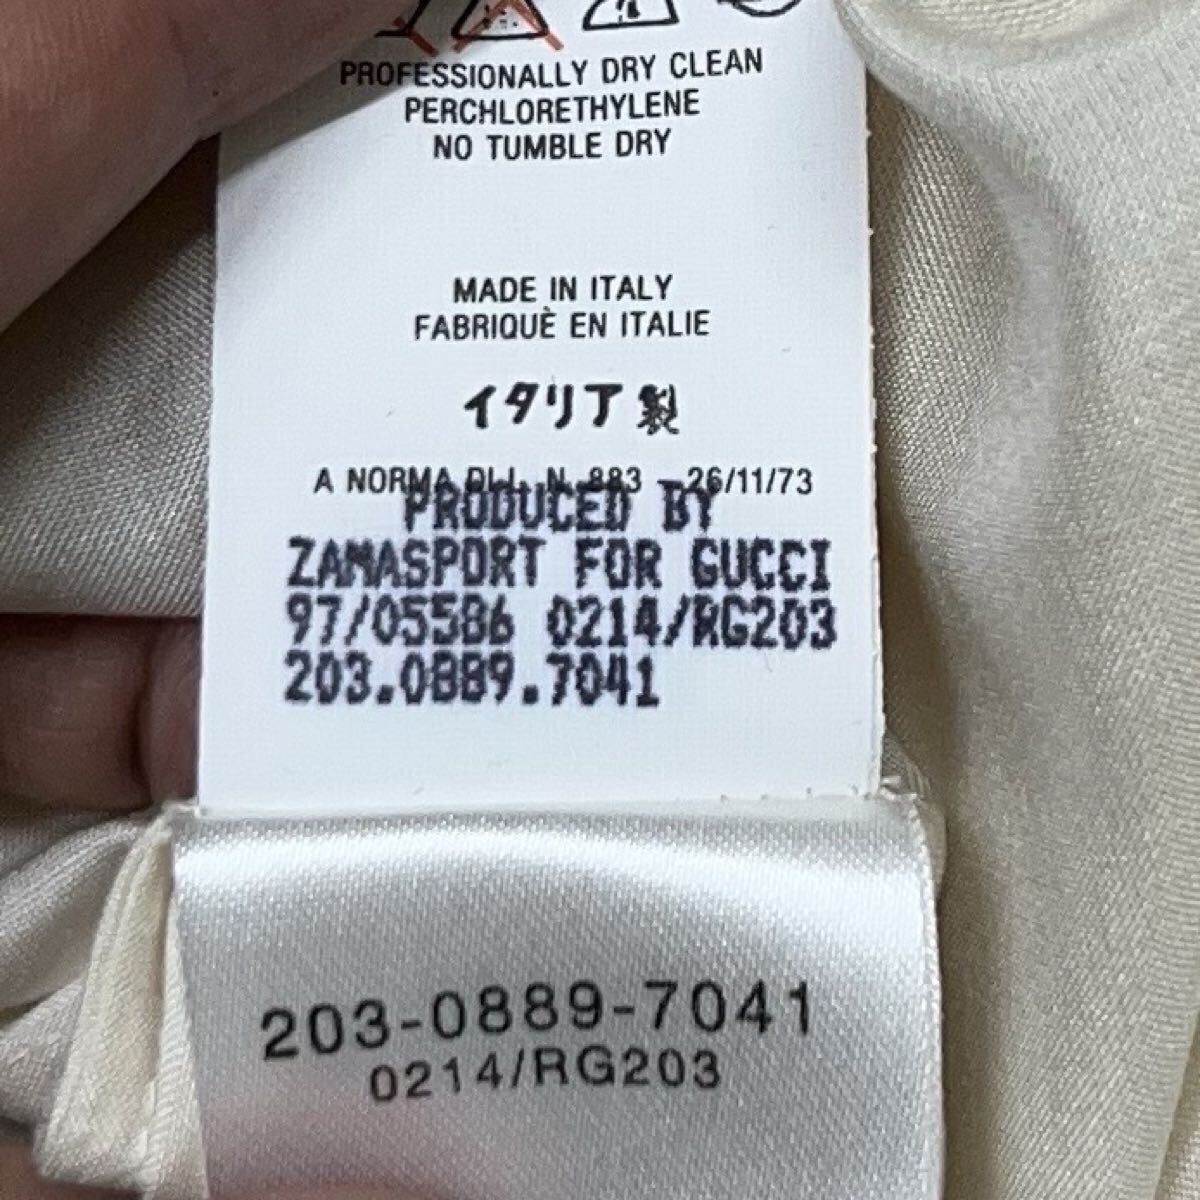 PROFESSIONALLY DRY CLEAN
PERCHLORETHYLENE
NO TUMBLE DRY
MADE IN ITALY
FABRIQUÈ EN ITALIE
イタリア製
A NORMA DLL. N. 883 - 26/11/73
PRODUCED BY
ZAMASPORT FOR GUCCI
97/05586 0214/RG203
203.0889.7041
203-0889-7041
0214/RG203